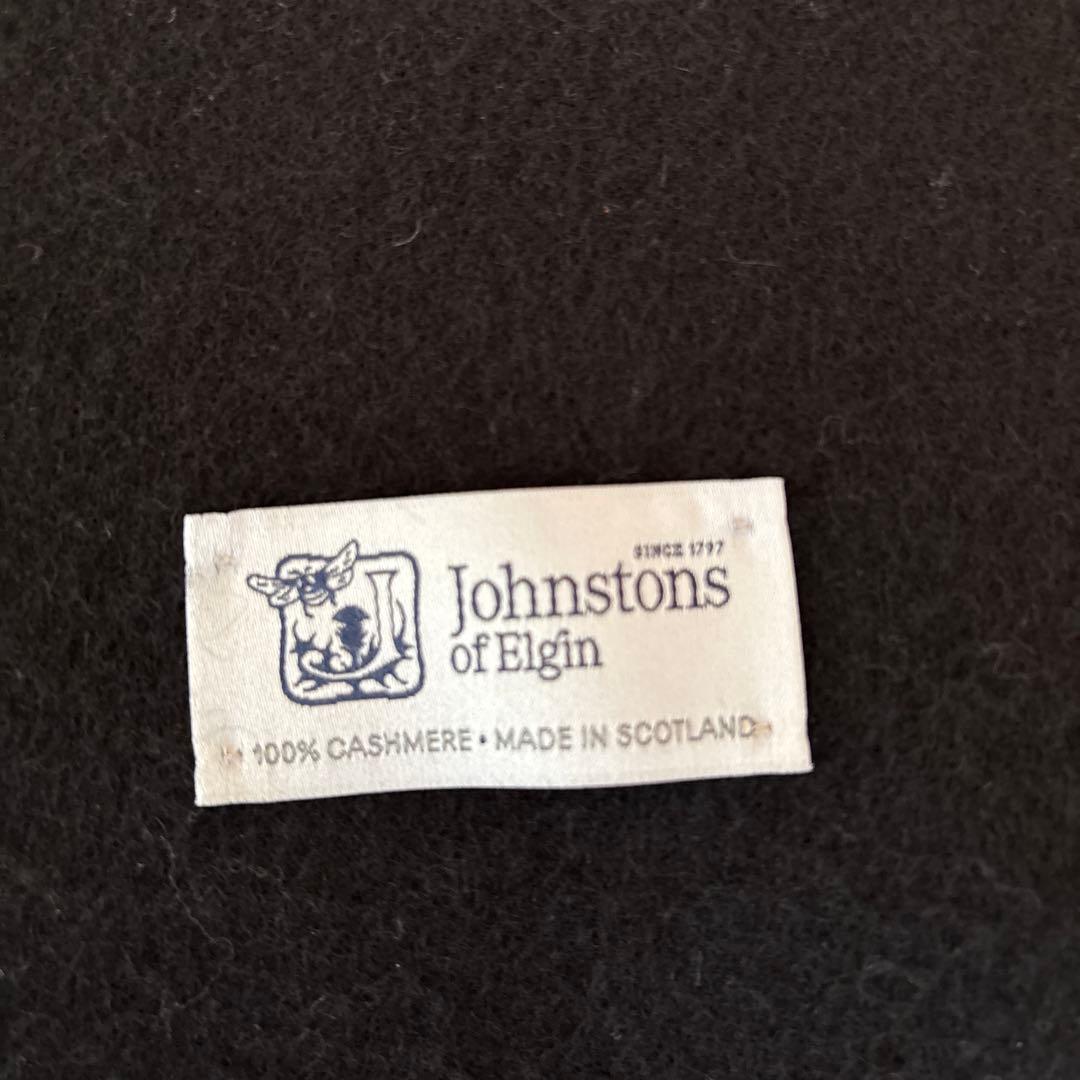 SINCE 1797
Johnstons
of Elgin
100% CASHMERE • MADE IN SCOTLAND